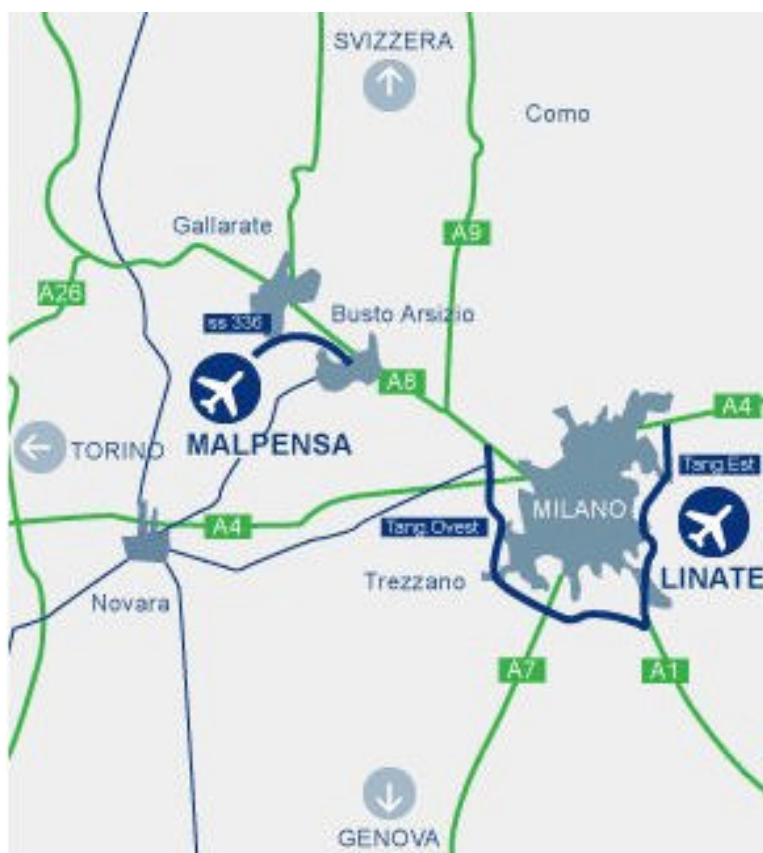 SVIZZERA
Como
Gallarate
A9
A26
ss 336
Busto Arsizio
A8
A4
TORINO
MALPENSA
Tang.Est
MILANO
A4
Tang.Ovest
LINATE
Trezzano
Novara
A7
A1
GENOVA